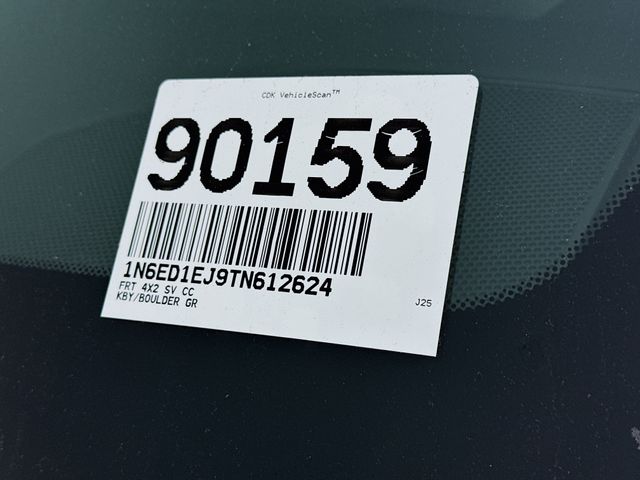 CDK VehicleScan™
90159
1N6ED1EJ9TN612624
FRT 4X2 SV CC
KBY/BOULDER GR
J25